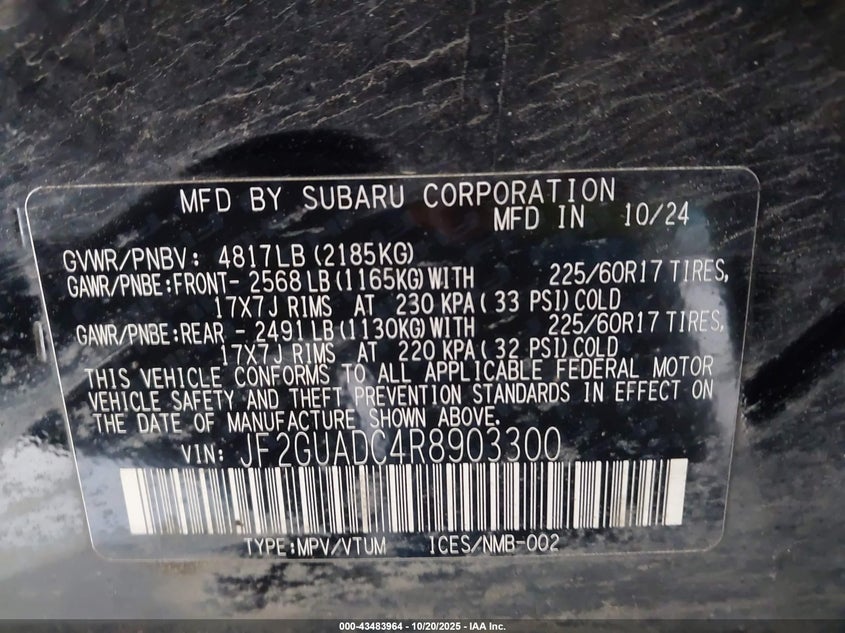 MFD BY SUBARU CORPORATION
MFD IN 10/24
GVWR/PNBV: 4817LB (2185KG)
GAWR/PNBE:FRONT- 2568 LB (1165KG) WITH 225/60R17 TIRES,
17X7J RIMS AT 230 KPA ( 33 PSI) COLD
GAWR/PNBE:REAR - 2491 LB (1130KG) WITH 225/60R17 TIRES,
17X7J RIMS AT 220 KPA ( 32 PSI) COLD
THIS VEHICLE CONFORMS TO ALL APPLICABLE FEDERAL MOTOR
VEHICLE SAFETY AND THEFT PREVENTION STANDARDS IN EFFECT ON
THE DATE OF MANUFACTURE SHOWN ABOVE.
VIN: JF2GUADC4R8903300
TYPE:MPV/VTUM ICES/NMB-002
000-43483964 - 10/20/2025 - IAA Inc.